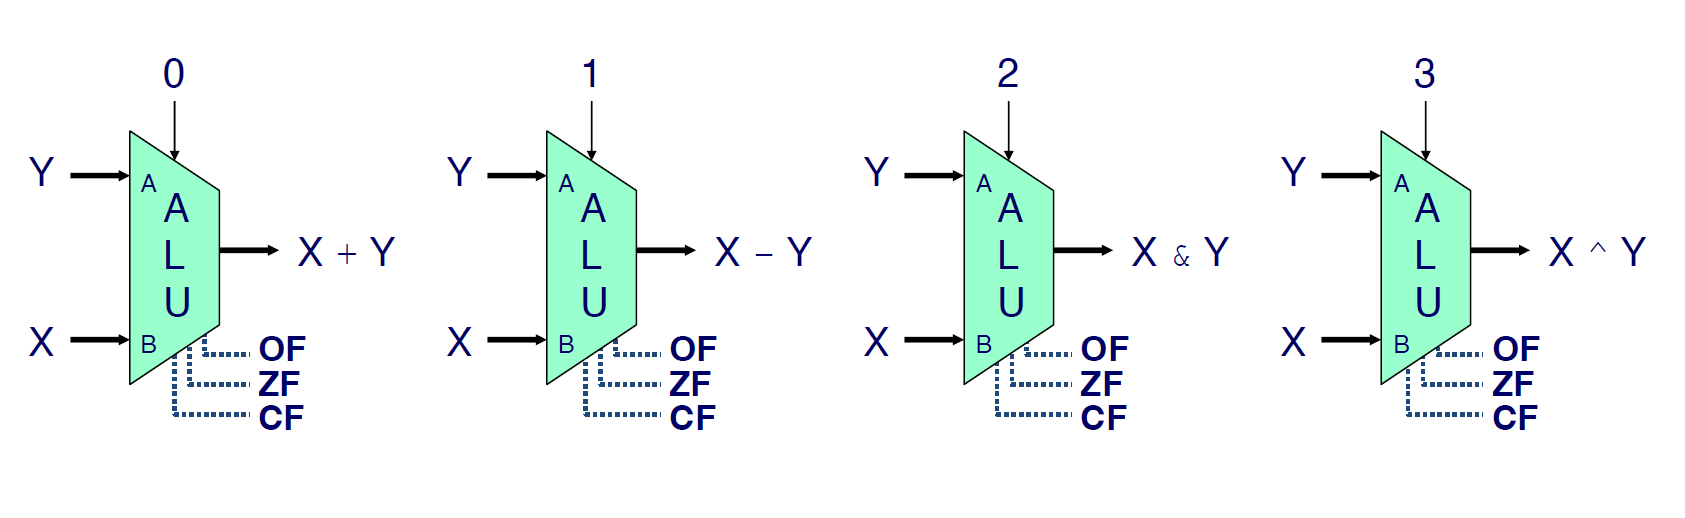 0
Y
A
A
L
U
X + Y
X
B
OF
ZF
CF
1
Y
A
A
L
U
X - Y
X
B
OF
ZF
CF
2
Y
A
A
L
U
X & Y
X
B
OF
ZF
CF
3
Y
A
A
L
U
X ^ Y
X
B
OF
ZF
CF